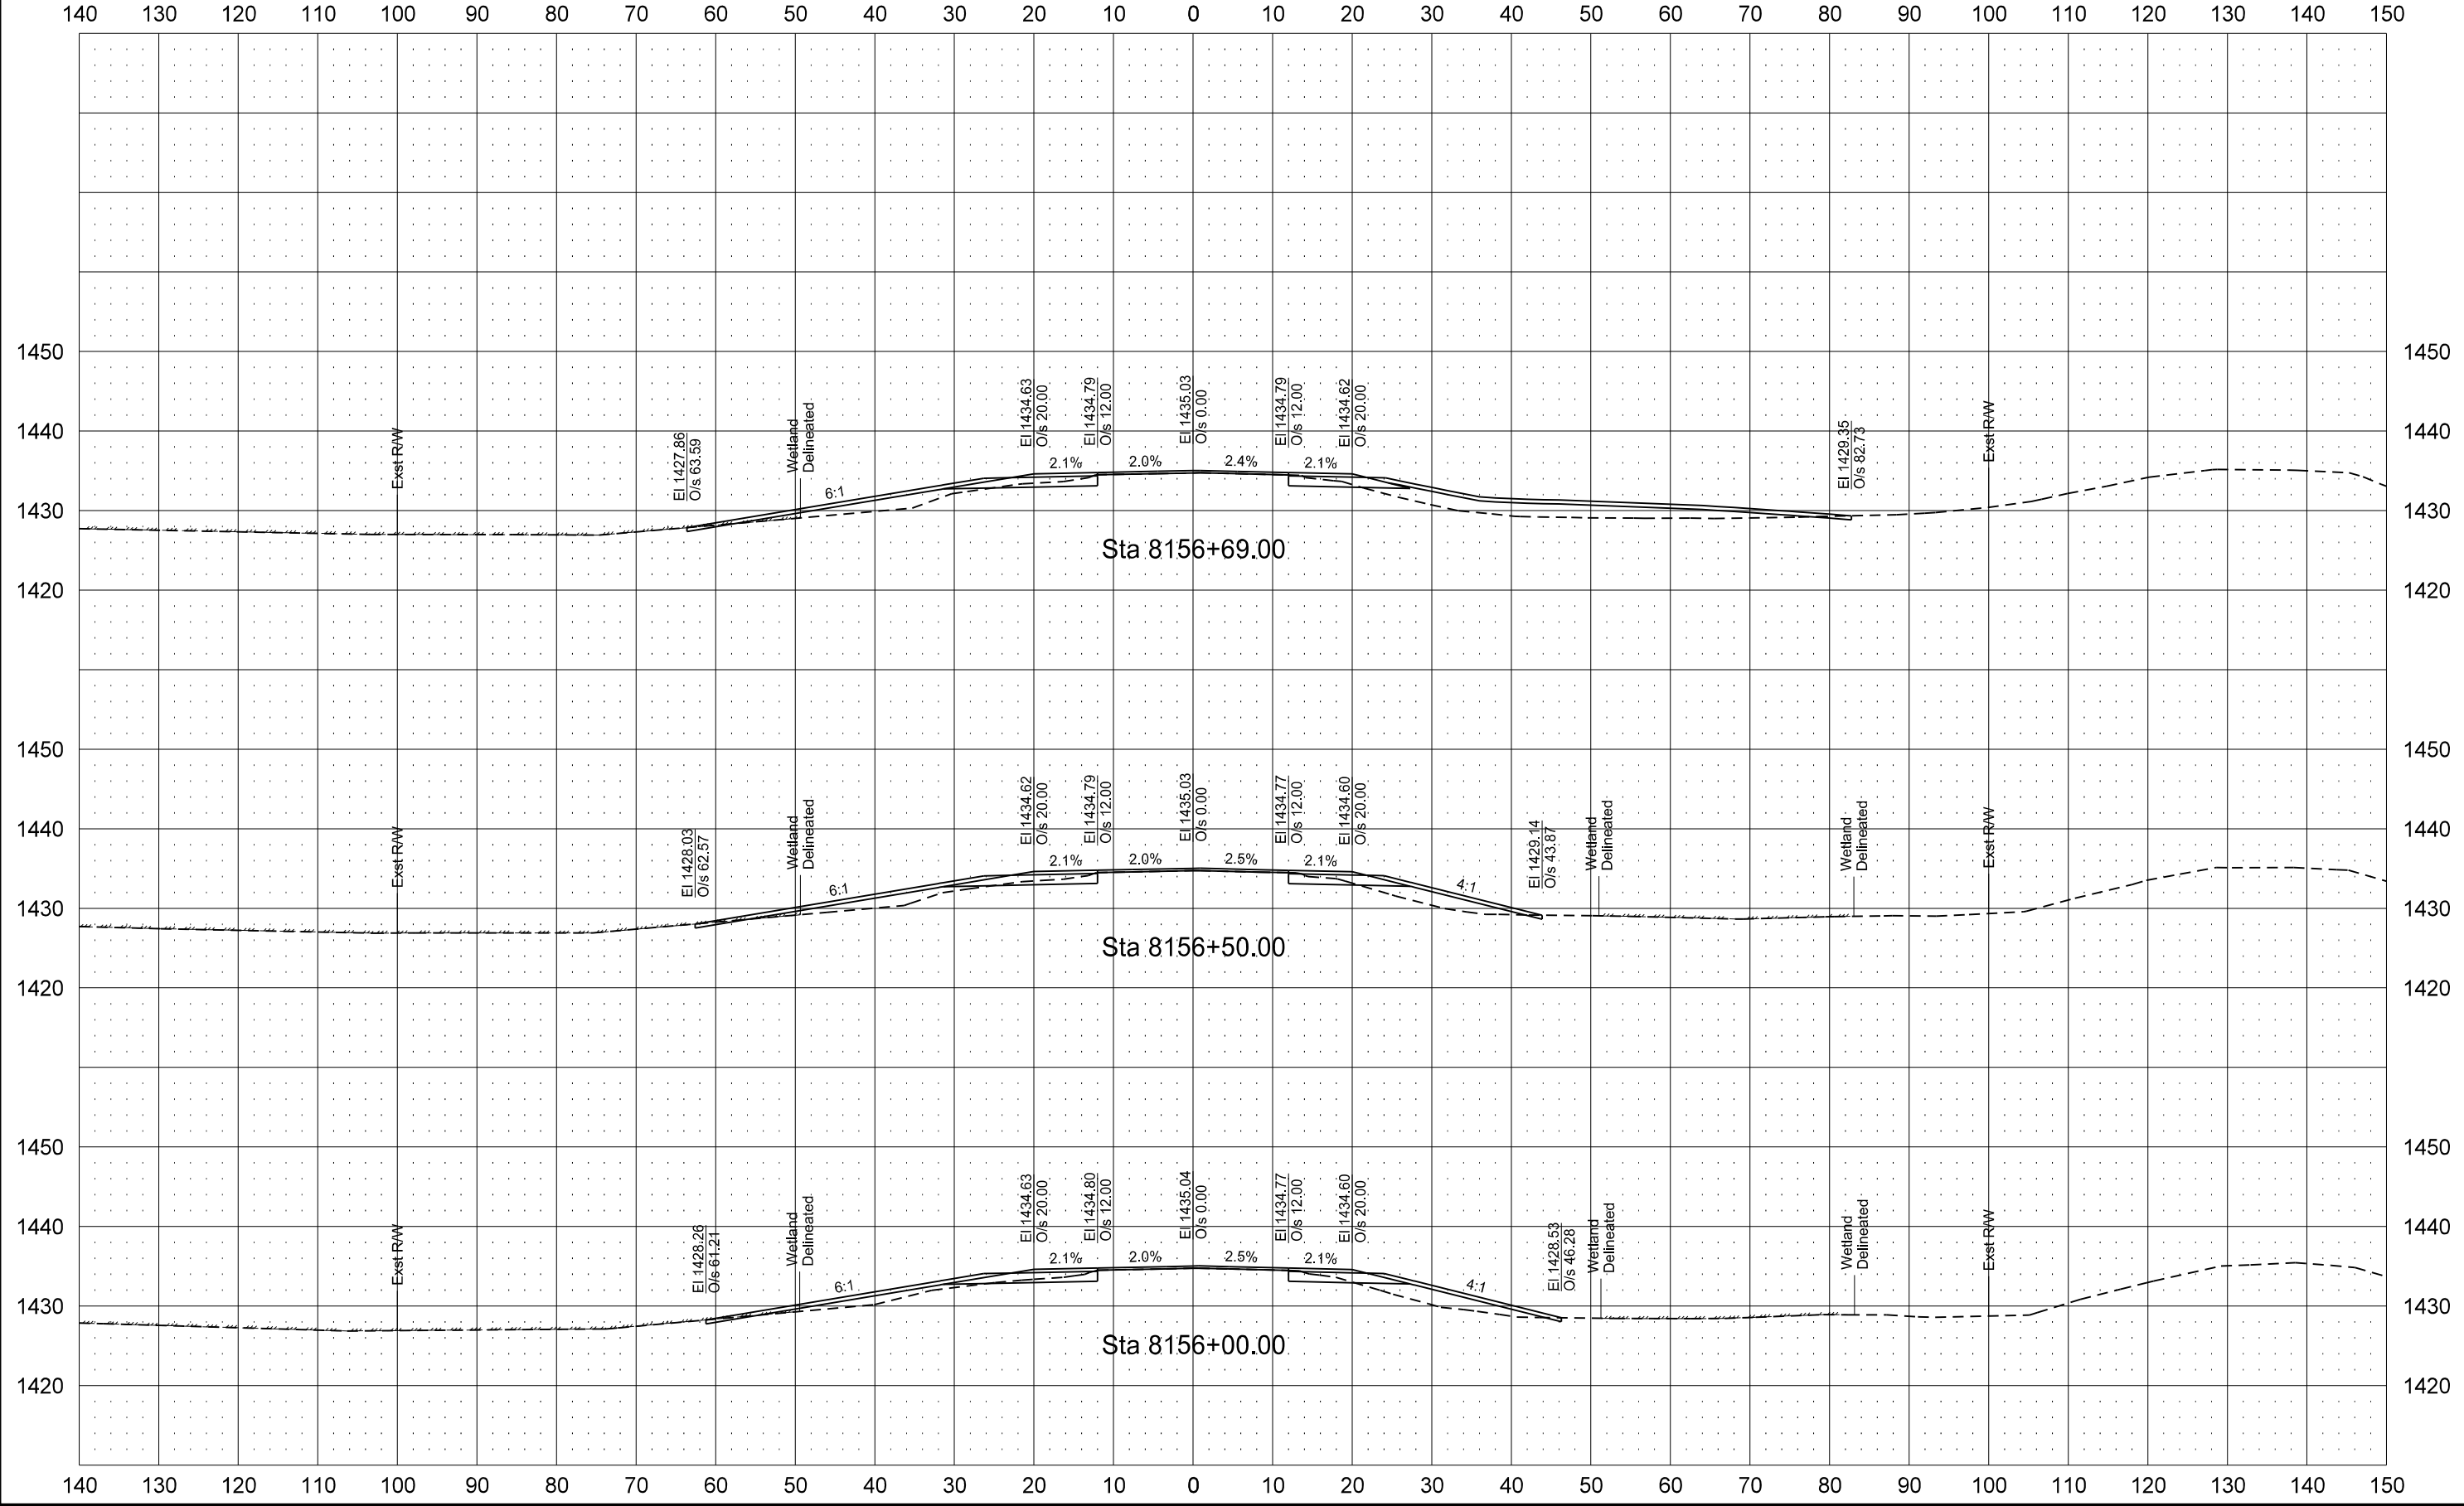 140 130 120 110 100 90 80 70 60 50 40 30 20 10 0 10 20 30 40 50 60 70 80 90 100 110 120 130 140 150
1450 1450
1440 1440
1430 1430
1420 1420
Exst R/W
El 1427.86
O/s 63.59
Wetland
Delineated
6:1
El 1434.63
O/s 20.00
2.1%
El 1434.79
O/s 12.00
2.0%
El 1435.03
O/s 0.00
2.4%
El 1434.79
O/s 12.00
2.1%
El 1434.62
O/s 20.00
El 1429.35
O/s 82.73
Exst R/W
Sta 8156+69.00
1450 1450
1440 1440
1430 1430
1420 1420
Exst R/W
El 1428.03
O/s 62.57
Wetland
Delineated
6:1
El 1434.62
O/s 20.00
2.1%
El 1434.79
O/s 12.00
2.0%
El 1435.03
O/s 0.00
2.5%
El 1434.77
O/s 12.00
2.1%
El 1434.60
O/s 20.00
4:1
El 1429.14
O/s 43.87
Wetland
Delineated
Wetland
Delineated
Exst R/W
Sta 8156+50.00
1450 1450
1440 1440
1430 1430
1420 1420
Exst R/W
El 1428.26
O/s 61.21
Wetland
Delineated
6:1
El 1434.63
O/s 20.00
2.1%
El 1434.80
O/s 12.00
2.0%
El 1435.04
O/s 0.00
2.5%
El 1434.77
O/s 12.00
2.1%
El 1434.60
O/s 20.00
4:1
El 1428.53
O/s 46.28
Wetland
Delineated
Wetland
Delineated
Exst R/W
Sta 8156+00.00
140 130 120 110 100 90 80 70 60 50 40 30 20 10 0 10 20 30 40 50 60 70 80 90 100 110 120 130 140 150